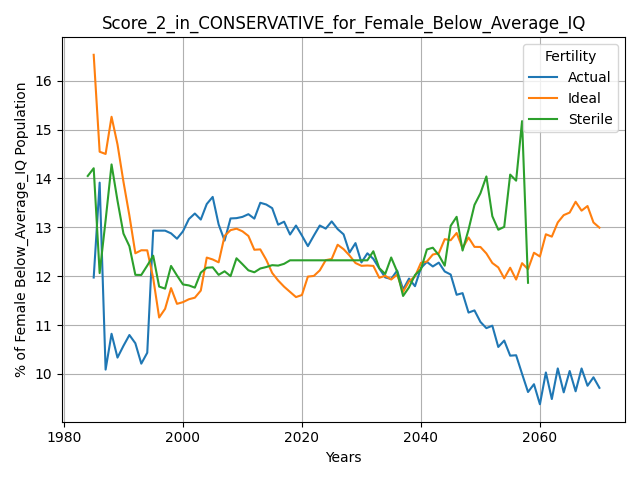 Score_2_in_CONSERVATIVE_for_Female_Below_Average_IQ
% of Female Below_Average_IQ Population
16
15
14
13
12
11
10
Fertility
Actual
Ideal
Sterile
1980
2000
2020
2040
2060
Years